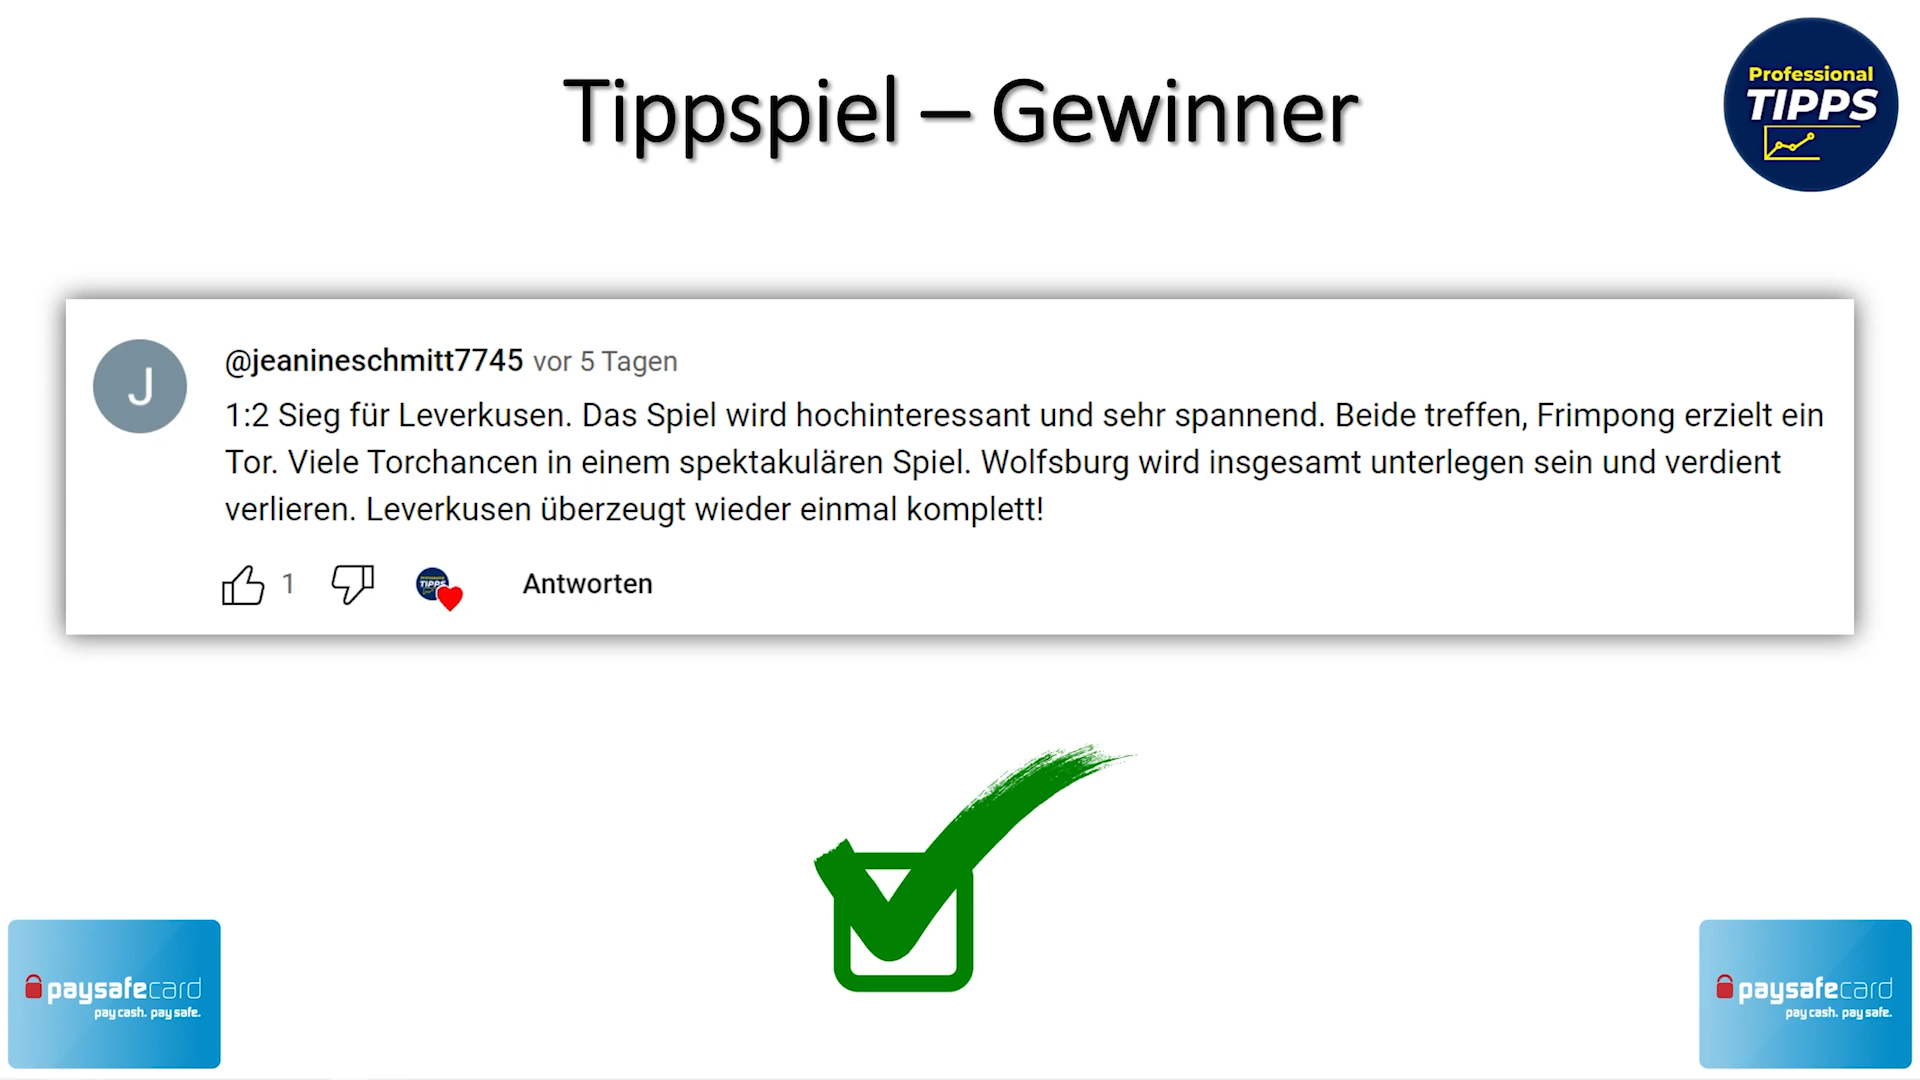 Tippspiel – Gewinner
Professional
TIPPS
J
@jeanineschmitt7745 vor 5 Tagen
1:2 Sieg für Leverkusen. Das Spiel wird hochinteressant und sehr spannend. Beide treffen, Frimpong erzielt ein
Tor. Viele Torchancen in einem spektakulären Spiel. Wolfsburg wird insgesamt unterlegen sein und verdient
verlieren. Leverkusen überzeugt wieder einmal komplett!
1
TIPPS
Antworten
paysafecard
pay cash. pay safe.
paysafecard
pay cash. pay safe.